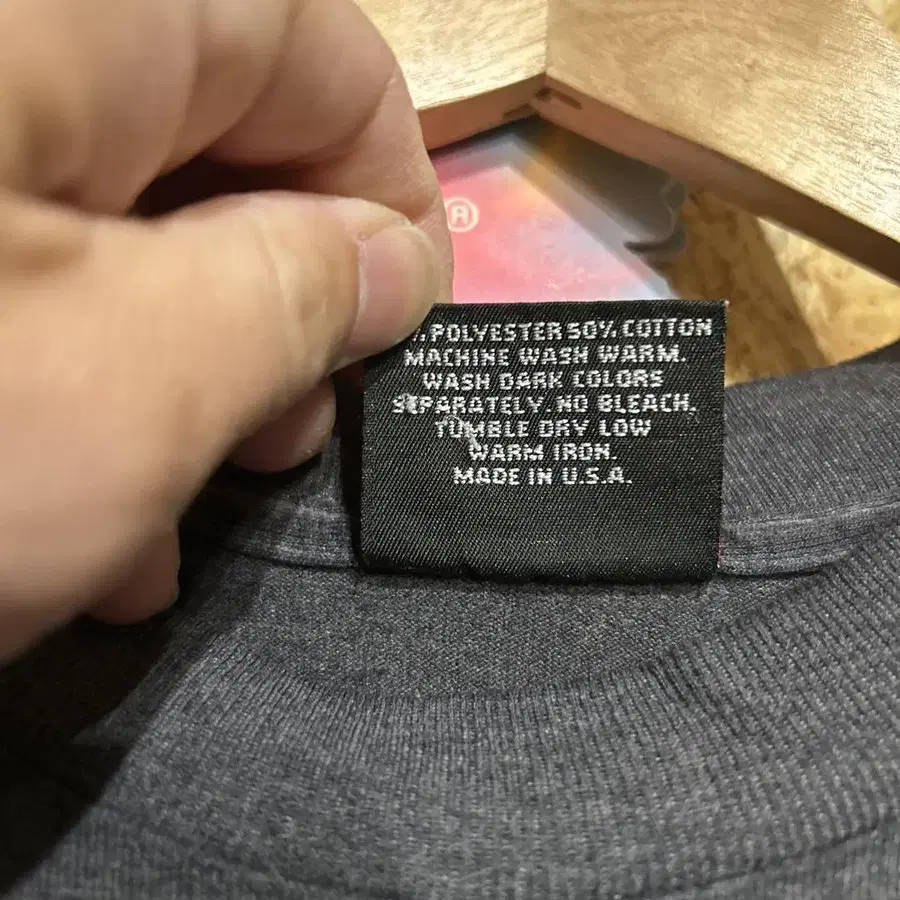 ®
% POLYESTER 50% COTTON
MACHINE WASH WARM.
WASH DARK COLORS
SEPARATELY. NO BLEACH.
TUMBLE DRY LOW
WARM IRON.
MADE IN U.S.A.